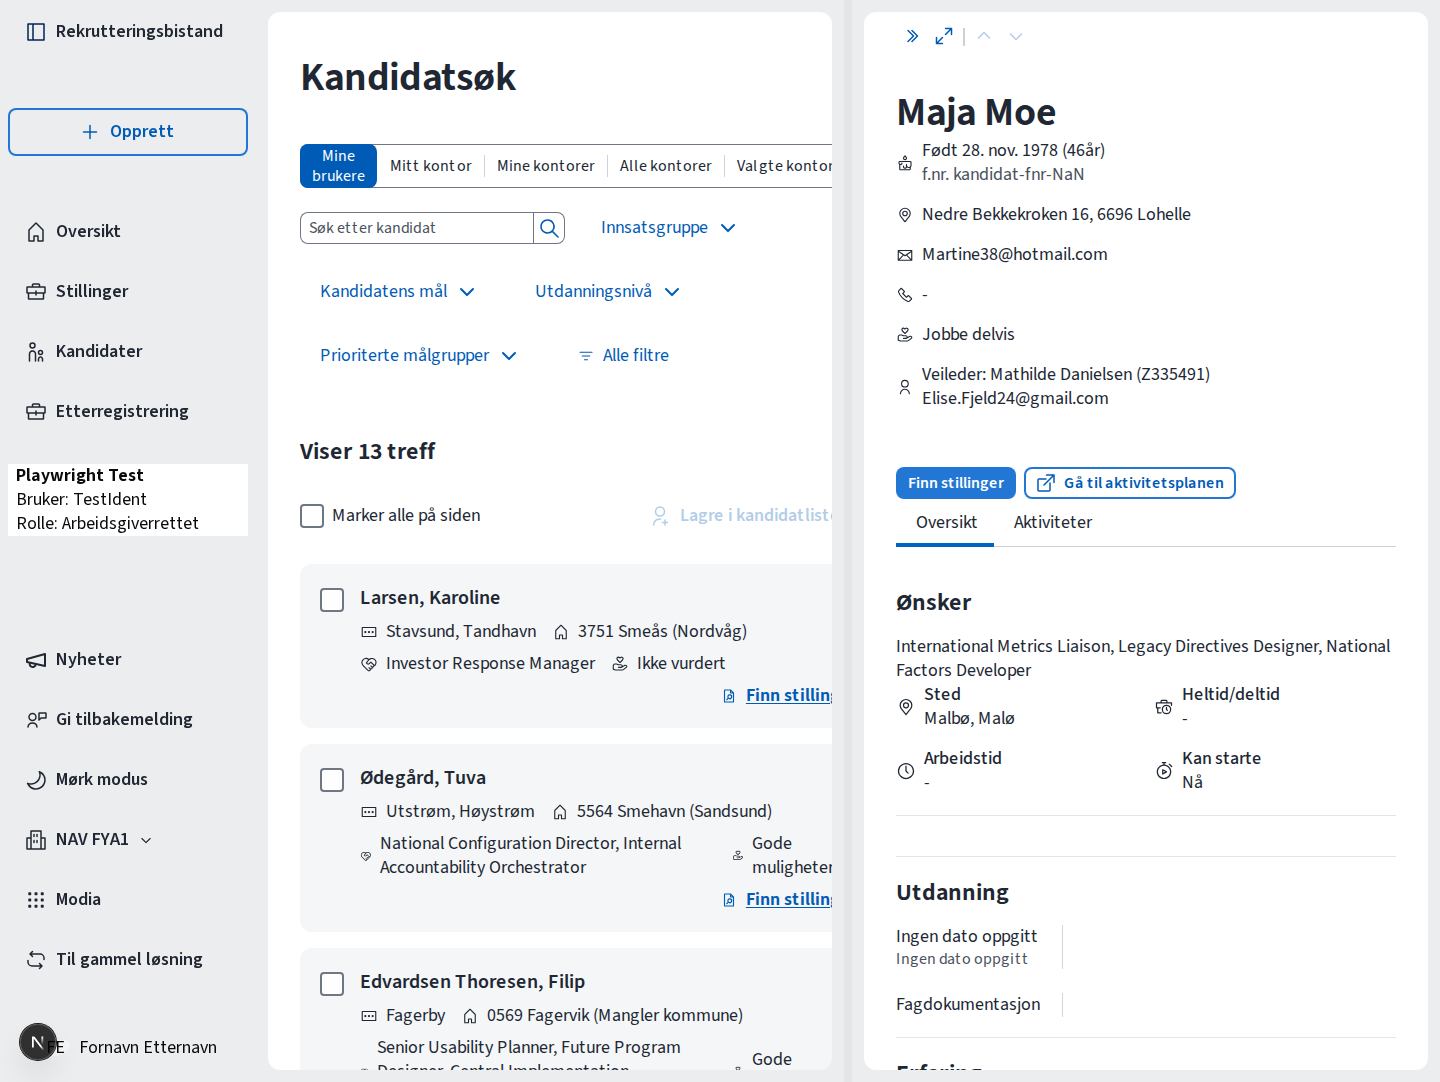 Rekrutteringsbistand
Opprett
Oversikt
Stillinger
Kandidater
Etterregistrering
Playwright Test
Bruker: TestIdent
Rolle: Arbeidsgiverrettet
Nyheter
Gi tilbakemelding
Mørk modus
NAV FYA1
Modia
Til gammel løsning
N
FE
Fornavn Etternavn
Kandidatsøk
Mine brukere
Mitt kontor
Mine kontorer
Alle kontorer
Valgte kontor
Søk etter kandidat
Innsatsgruppe
Kandidatens mål
Utdanningsnivå
Prioriterte målgrupper
Alle filtre
Viser 13 treff
Marker alle på siden
Lagre i kandidatliste
Larsen, Karoline
Stavsund, Tandhavn
3751 Smeås (Nordvåg)
Investor Response Manager
Ikke vurdert
Finn stilling
Ødegård, Tuva
Utstrøm, Høystrøm
5564 Smehavn (Sandsund)
National Configuration Director, Internal
Accountability Orchestrator
Gode
muligheter
Finn stilling
Edvardsen Thoresen, Filip
Fagerby
0569 Fagervik (Mangler kommune)
Senior Usability Planner, Future Program
Designer, Central Implementation
Gode
Maja Moe
Født 28. nov. 1978 (46år)
f.nr. kandidat-fnr-NaN
Nedre Bekkekroken 16, 6696 Lohelle
Martine38@hotmail.com
-
Jobbe delvis
Veileder: Mathilde Danielsen (Z335491)
Elise.Fjeld24@gmail.com
Finn stillinger
Gå til aktivitetsplanen
Oversikt
Aktiviteter
Ønsker
International Metrics Liaison, Legacy Directives Designer, National
Factors Developer
Sted
Malbø, Malø
Heltid/deltid
-
Arbeidstid
-
Kan starte
Nå
Utdanning
Ingen dato oppgitt
Ingen dato oppgitt
Fagdokumentasjon
Erfaring